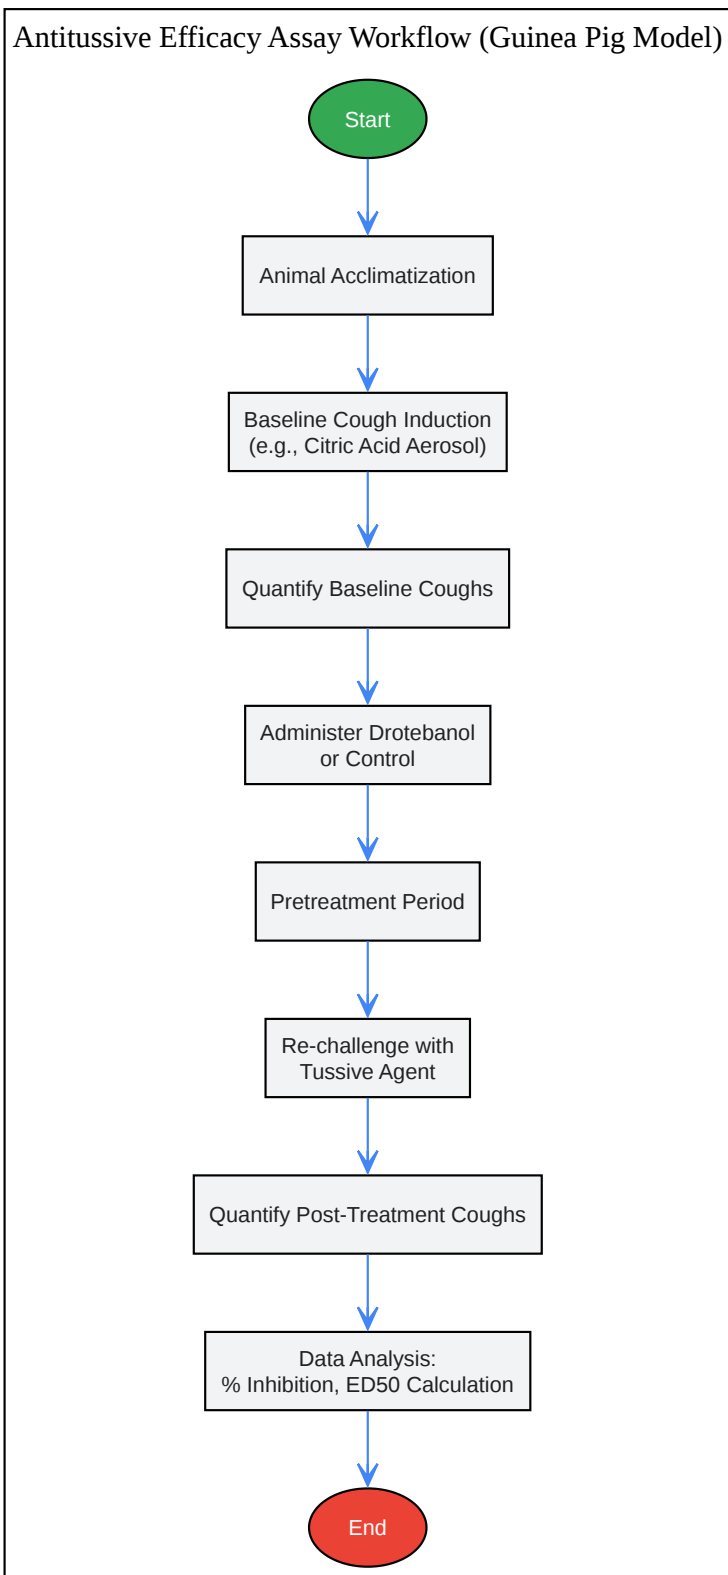 Antitussive Efficacy Assay Workflow (Guinea Pig Model)
Start
Animal Acclimatization
Baseline Cough Induction
(e.g., Citric Acid Aerosol)
Quantify Baseline Coughs
Administer Drotebanol
or Control
Pretreatment Period
Re-challenge with
Tussive Agent
Quantify Post-Treatment Coughs
Data Analysis:
% Inhibition, ED50 Calculation
End